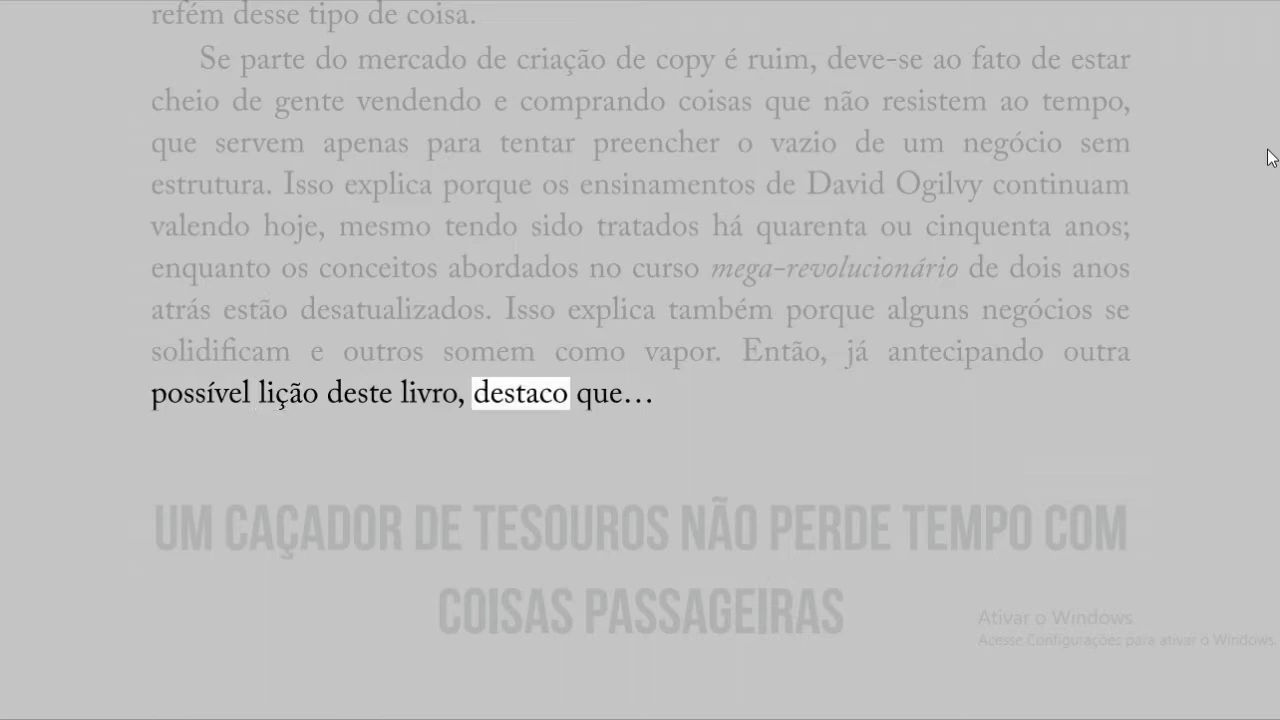 refém desse tipo de coisa.
Se parte do mercado de criação de copy é ruim, deve-se ao fato de estar
cheio de gente vendendo e comprando coisas que não resistem ao tempo,
que servem apenas para tentar preencher o vazio de um negócio sem
estrutura. Isso explica porque os ensinamentos de David Ogilvy continuam
valendo hoje, mesmo tendo sido tratados há quarenta ou cinquenta anos;
enquanto os conceitos abordados no curso mega-revolucionário de dois anos
atrás estão desatualizados. Isso explica também porque alguns negócios se
solidificam e outros somem como vapor. Então, já antecipando outra
possível lição deste livro, destaco que…
UM CAÇADOR DE TESOUROS NÃO PERDE TEMPO COM
COISAS PASSAGEIRAS
Ativar o Windows
Acesse Configurações para ativar o Windows.